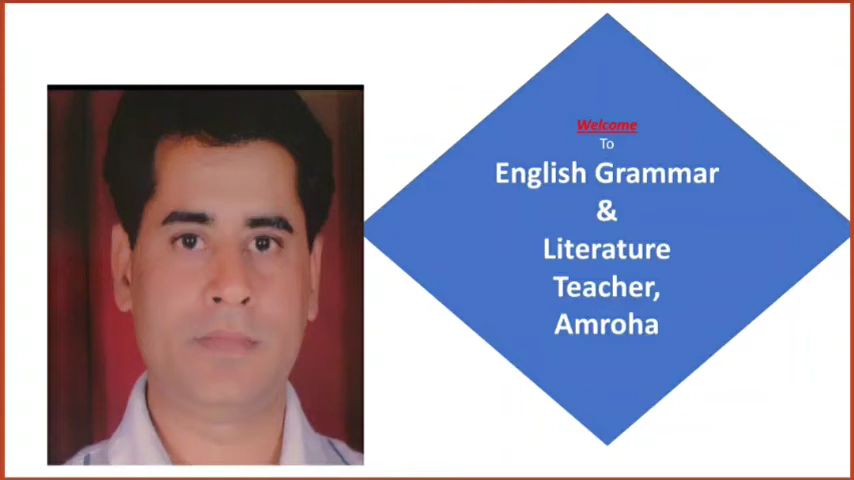 Welcome
To
English Grammar
&
Literature
Teacher,
Amroha